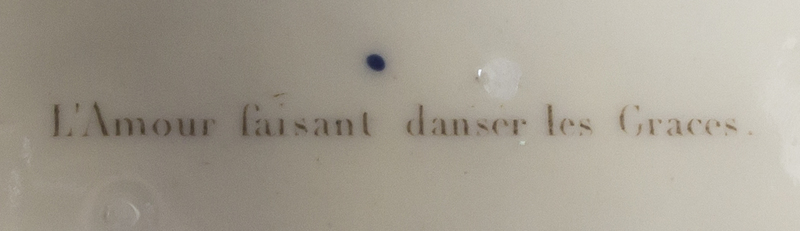 L'Amour faisant danser les Graces.